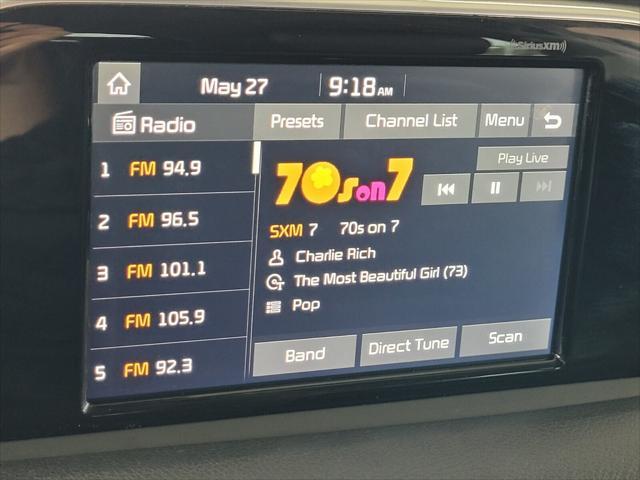 SiriusXM
May 27 9:18 AM
Radio Presets Channel List Menu
Play Live
1 FM 94.9
2 FM 96.5
3 FM 101.1
4 FM 105.9
5 FM 92.3
70s on 7
SXM 7 70s on 7
Charlie Rich
The Most Beautiful Girl (73)
Pop
Band Direct Tune Scan